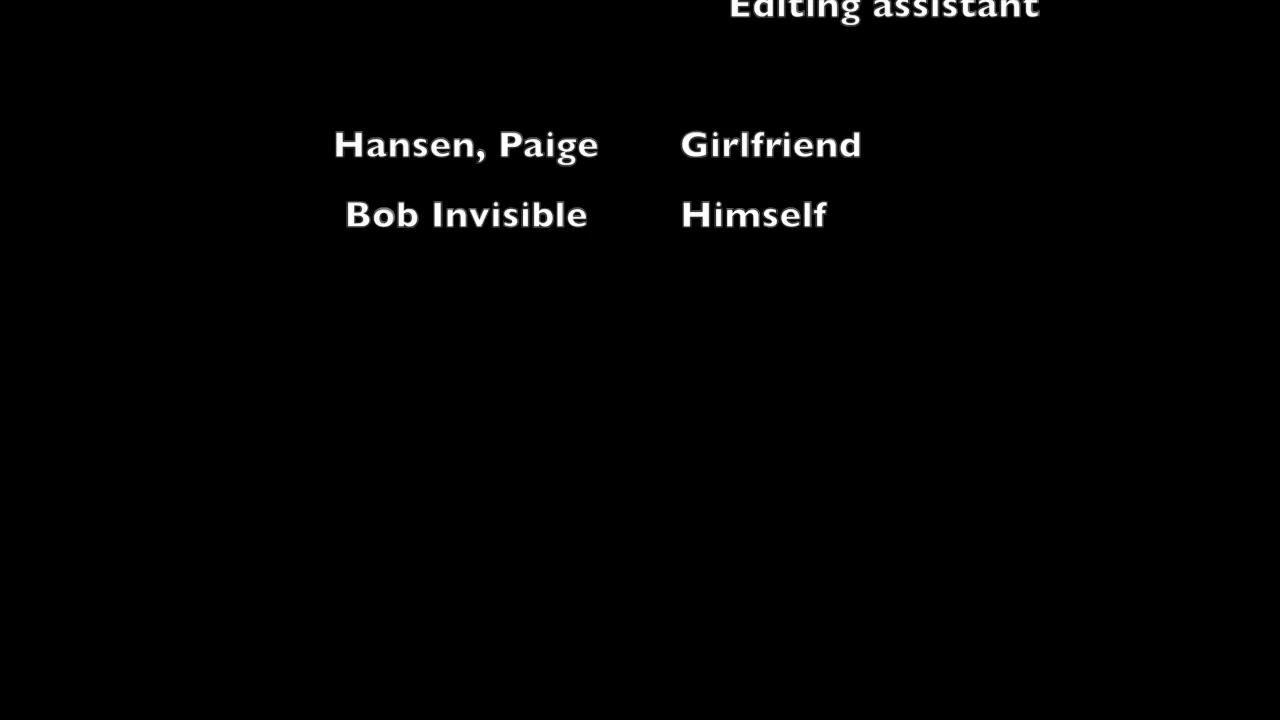 Editing assistant
Hansen, Paige Girlfriend
Bob Invisible Himself